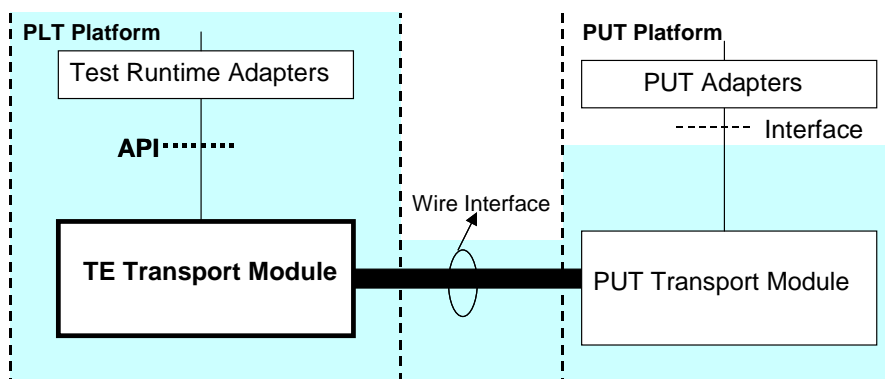 PLT Platform
PUT Platform
Test Runtime Adapters
PUT Adapters
API
Interface
Wire Interface
TE Transport Module
PUT Transport Module